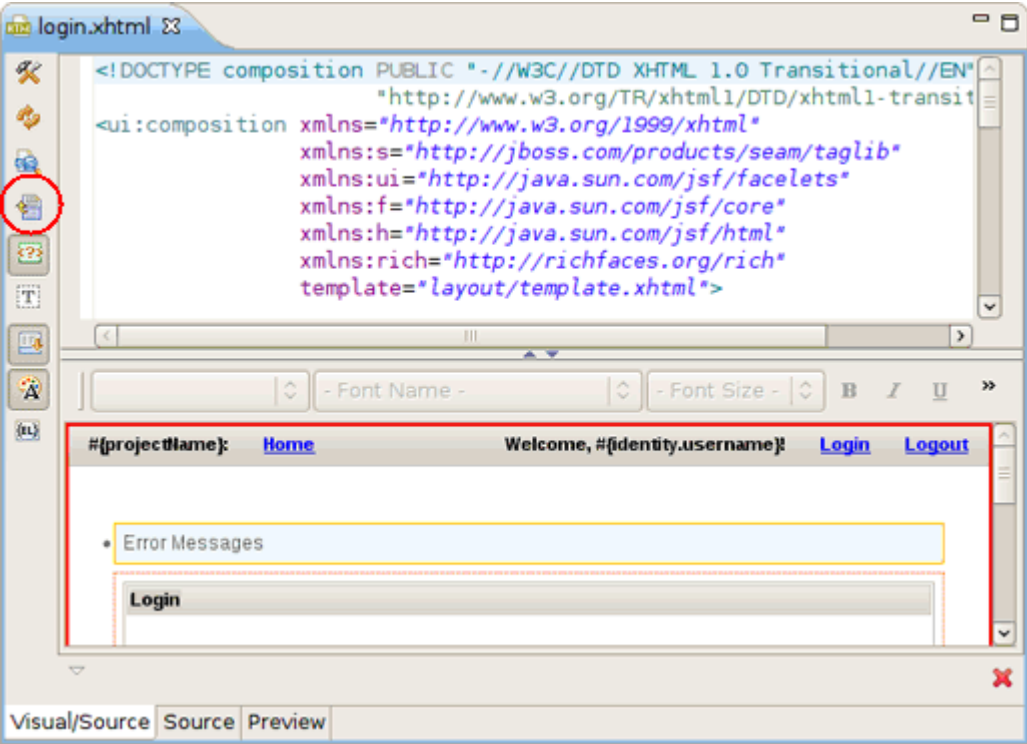 login.xhtml
<!DOCTYPE composition PUBLIC "-//W3C//DTD XHTML 1.0 Transitional//EN"
"http://www.w3.org/TR/xhtml1/DTD/xhtml1-transit
<ui:composition xmlns="http://www.w3.org/1999/xhtml"
xmlns:s="http://jboss.com/products/seam/taglib"
xmlns:ui="http://java.sun.com/jsf/facelets"
xmlns:f="http://java.sun.com/jsf/core"
xmlns:h="http://java.sun.com/jsf/html"
xmlns:rich="http://richfaces.org/rich"
template="layout/template.xhtml">
- Font Name - - Font Size - B I U »
#{projectName}: Home Welcome, #{identity.username}! Login Logout
• Error Messages
Login
Visual/Source Source Preview